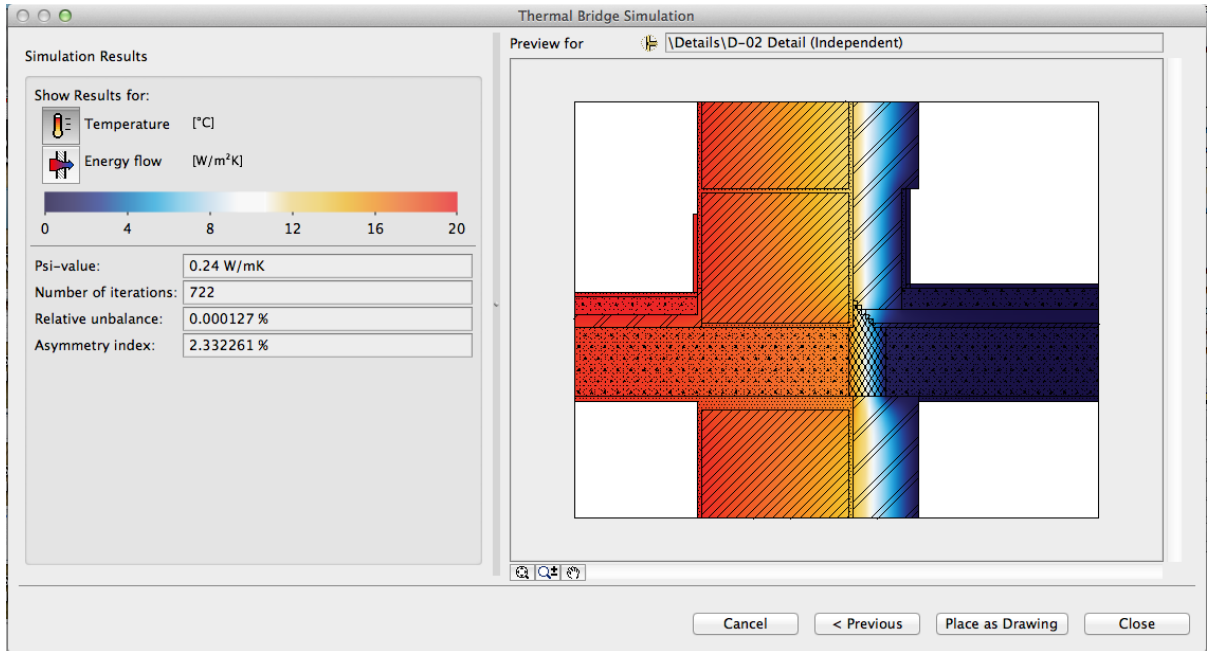 Thermal Bridge Simulation
Simulation Results
Show Results for:
Temperature [°C]
Energy flow [W/m²K]
0 4 8 12 16 20
Psi-value: 0.24 W/mK
Number of iterations: 722
Relative unbalance: 0.000127 %
Asymmetry index: 2.332261 %
Preview for \Details\D-02 Detail (Independent)
Cancel < Previous Place as Drawing Close